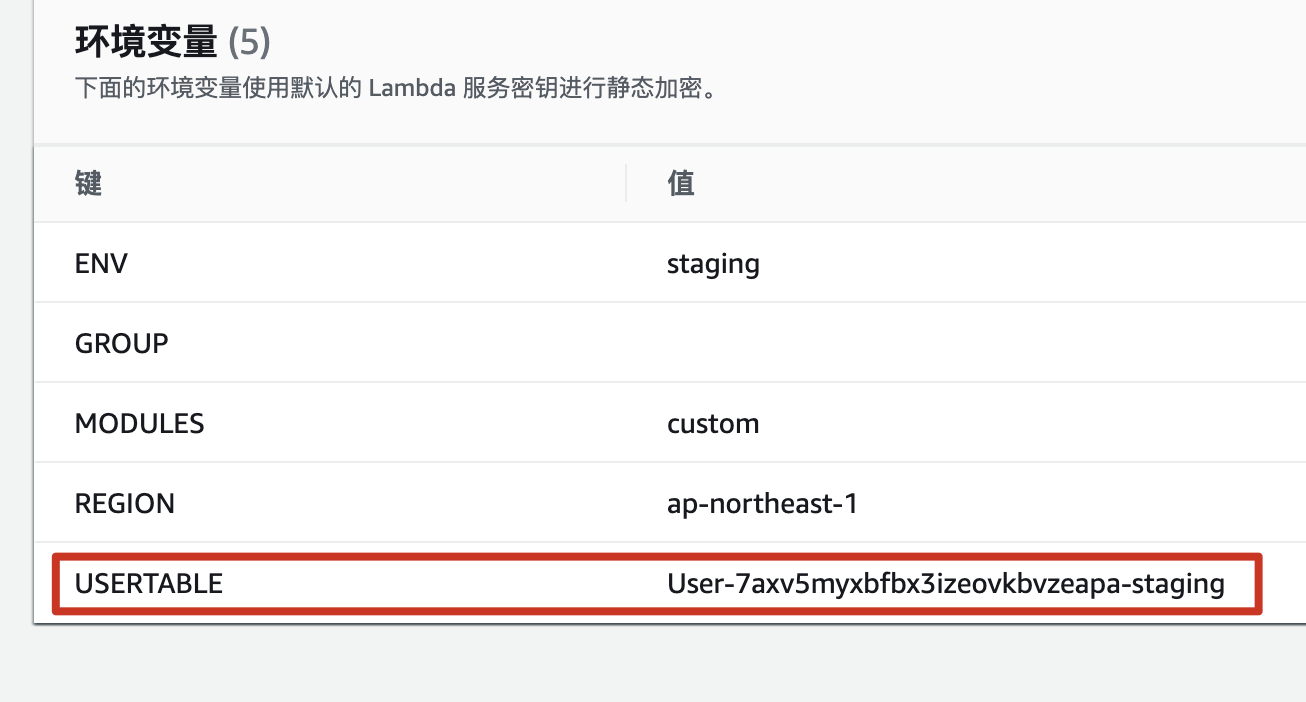 环境变量 (5)
下面的环境变量使用默认的 Lambda 服务密钥进行静态加密。
键 值
ENV staging
GROUP
MODULES custom
REGION ap-northeast-1
USERTABLE User-7axv5myxbfbx3izeovkbvzeapa-staging